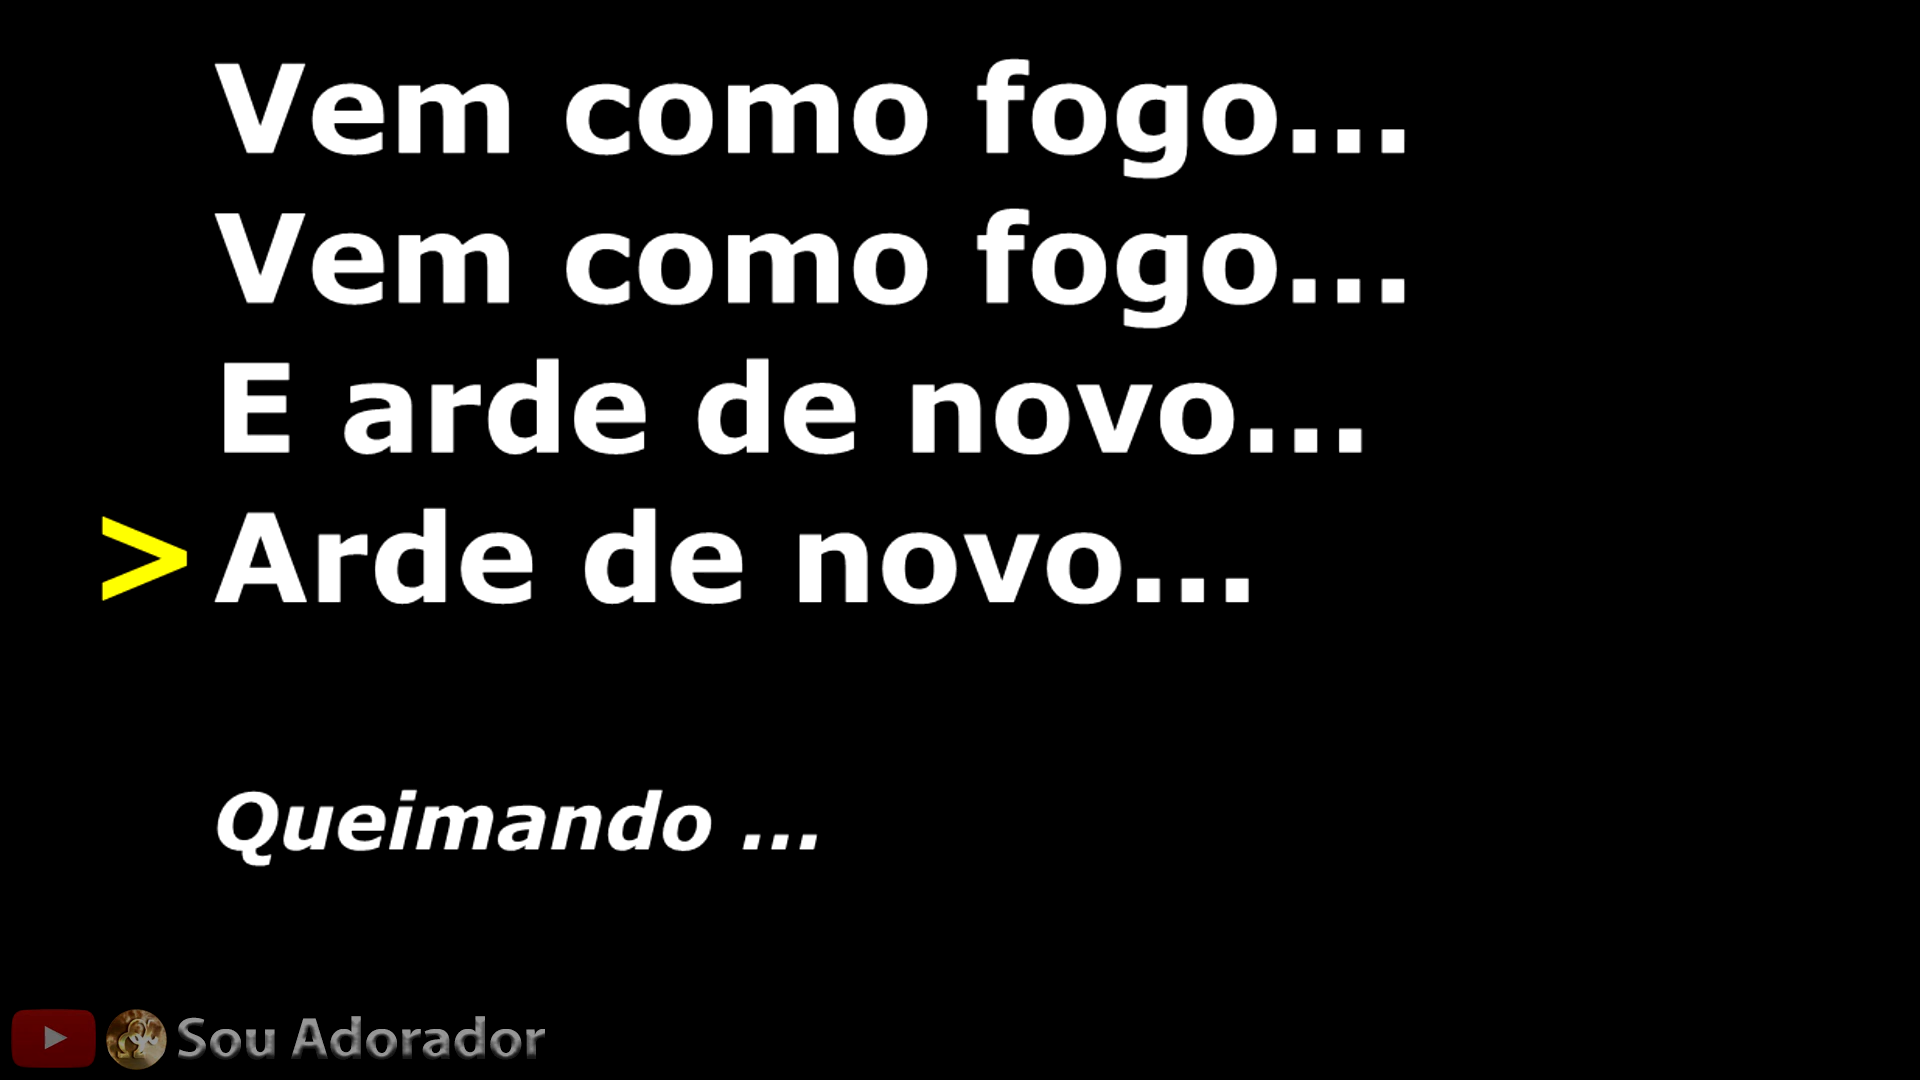 Vem como fogo...
Vem como fogo...
E arde de novo...
> Arde de novo...
Queimando ...
Sou Adorador